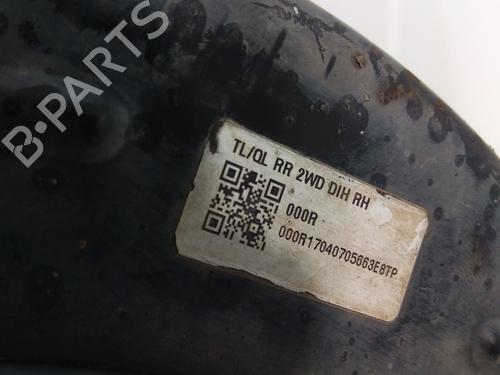 B-PARTS
TL/QL RR 2WD DIH RH
000R
000R17040705663E8TP